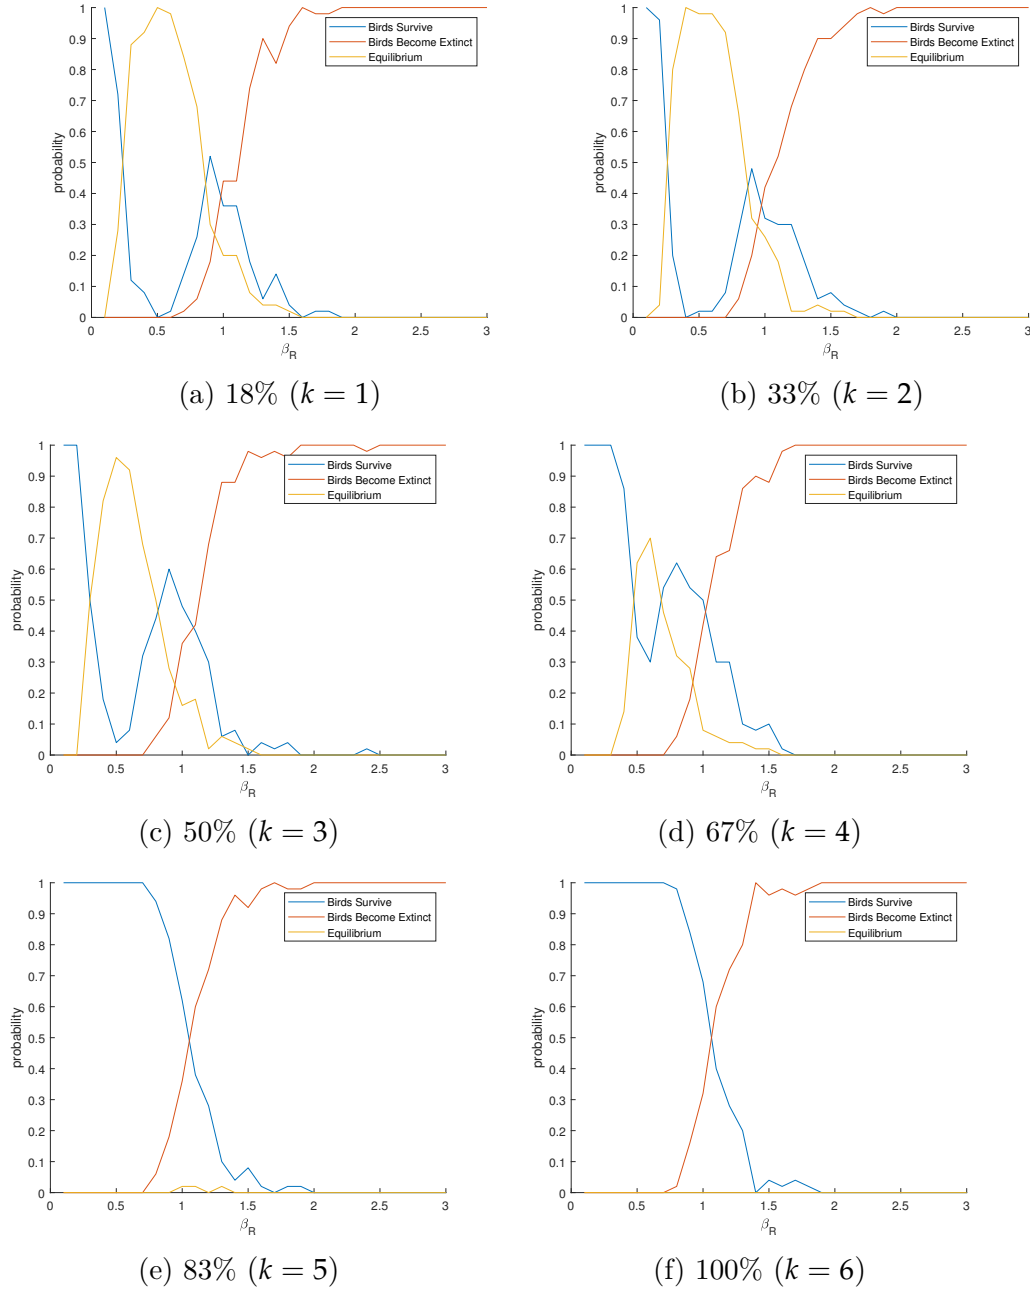 1
0.9
0.8
0.7
0.6
0.5
0.4
0.3
0.2
0.1
0
probability
Birds Survive
Birds Become Extinct
Equilibrium
0 0.5 1 1.5 2 2.5 3
β_R
(a) 18% (k = 1)
1
0.9
0.8
0.7
0.6
0.5
0.4
0.3
0.2
0.1
0
probability
Birds Survive
Birds Become Extinct
Equilibrium
0 0.5 1 1.5 2 2.5 3
β_R
(b) 33% (k = 2)
1
0.9
0.8
0.7
0.6
0.5
0.4
0.3
0.2
0.1
0
probability
Birds Survive
Birds Become Extinct
Equilibrium
0 0.5 1 1.5 2 2.5 3
β_R
(c) 50% (k = 3)
1
0.9
0.8
0.7
0.6
0.5
0.4
0.3
0.2
0.1
0
probability
Birds Survive
Birds Become Extinct
Equilibrium
0 0.5 1 1.5 2 2.5 3
β_R
(d) 67% (k = 4)
1
0.9
0.8
0.7
0.6
0.5
0.4
0.3
0.2
0.1
0
probability
Birds Survive
Birds Become Extinct
Equilibrium
0 0.5 1 1.5 2 2.5 3
β_R
(e) 83% (k = 5)
1
0.9
0.8
0.7
0.6
0.5
0.4
0.3
0.2
0.1
0
probability
Birds Survive
Birds Become Extinct
Equilibrium
0 0.5 1 1.5 2 2.5 3
β_R
(f) 100% (k = 6)